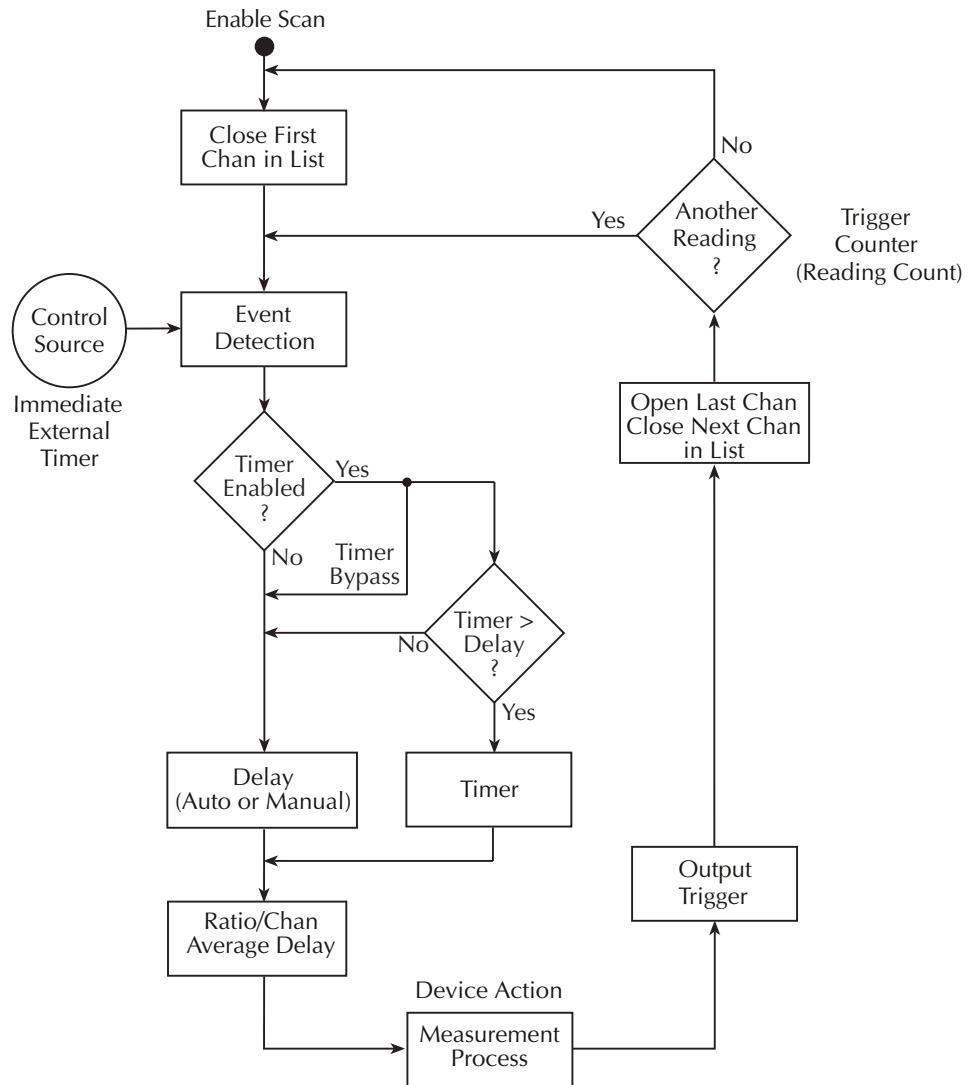 Enable Scan
Close First
Chan in List
No
Yes
Another
Reading
?
Trigger
Counter
(Reading Count)
Control
Source
Event
Detection
Immediate
External
Timer
Open Last Chan
Close Next Chan
in List
Timer
Enabled
?
Yes
No
Timer
Bypass
Timer >
Delay
?
No
Yes
Delay
(Auto or Manual)
Timer
Output
Trigger
Ratio/Chan
Average Delay
Device Action
Measurement
Process